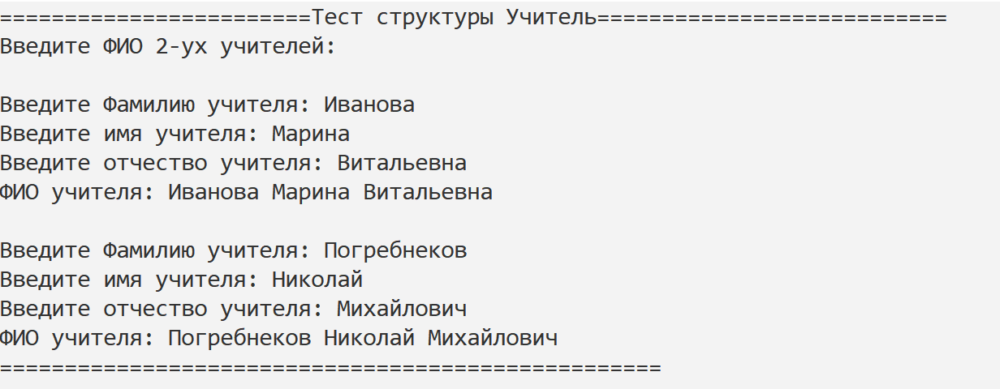 ========================Тест структуры Учитель===========================
Введите ФИО 2-ух учителей:
Введите Фамилию учителя: Иванова
Введите имя учителя: Марина
Введите отчество учителя: Витальевна
ФИО учителя: Иванова Марина Витальевна
Введите Фамилию учителя: Погребнеков
Введите имя учителя: Николай
Введите отчество учителя: Михайлович
ФИО учителя: Погребнеков Николай Михайлович
===================================================